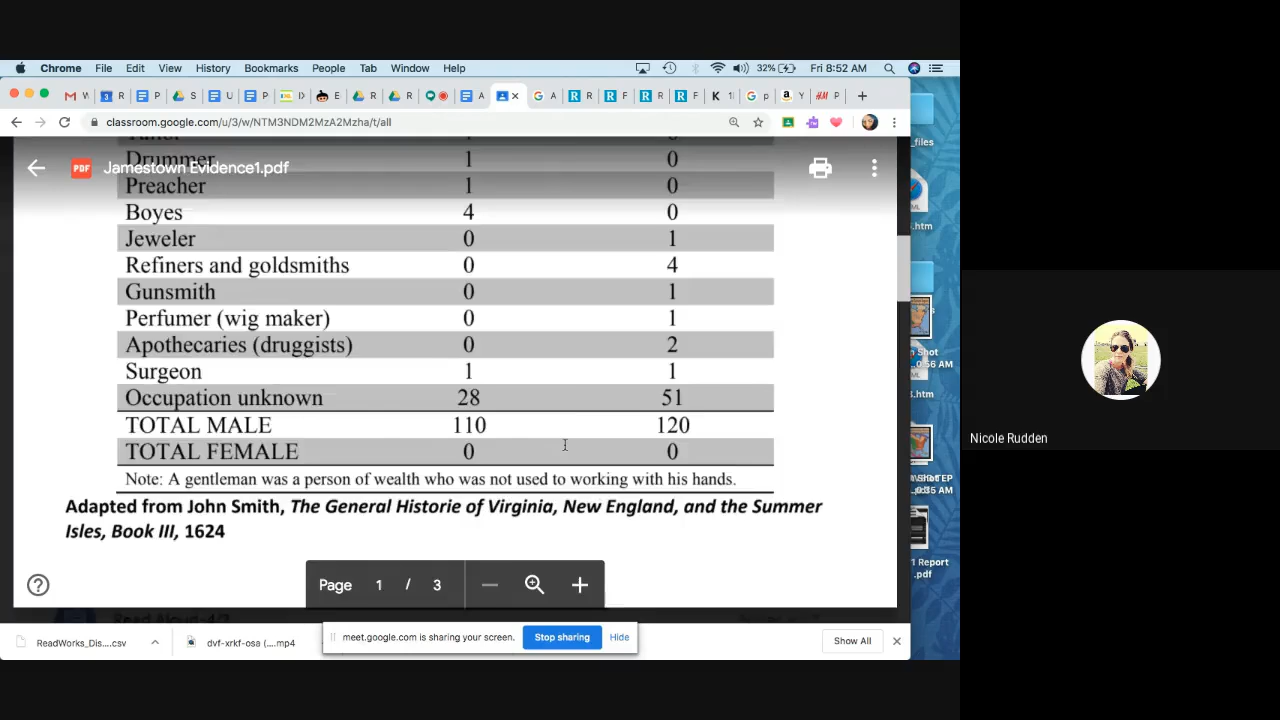 Chrome File Edit View History Bookmarks People Tab Window Help 32% Fri 8:52 AM
classroom.google.com/u/3/w/NTM3NDM2MzA2Mzha/t/all
_files
Drummer 1 0
PDF Jamestown Evidence1.pdf
Preacher 1 0
Boyes 4 0
.htm
Jeweler 0 1
Refiners and goldsmiths 0 4
Gunsmith 0 1
Perfumer (wig maker) 0 1
Apothecaries (druggists) 0 2
Surgeon 1 1
Occupation unknown 28 51
TOTAL MALE 110 120
TOTAL FEMALE 0 0
Note: A gentleman was a person of wealth who was not used to working with his hands.
Adapted from John Smith, The General Historie of Virginia, New England, and the Summer
Isles, Book III, 1624
Page 1 / 3
meet.google.com is sharing your screen. Stop sharing Hide
ReadWorks_Dis....csv
dvf-xrkf-osa (....mp4
Show All
Nicole Rudden